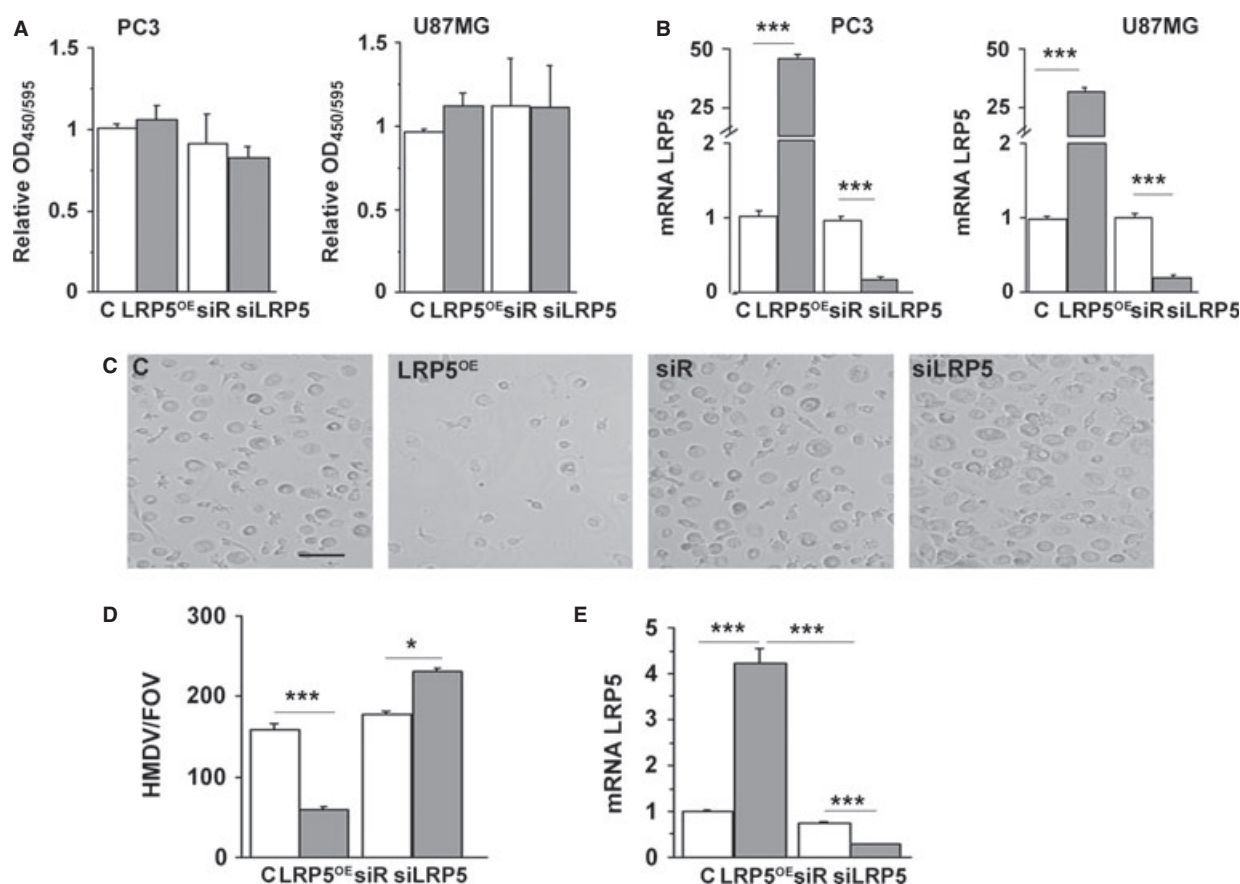 A
PC3
U87MG
Relative OD450/595
1.5
1
0.5
0
C LRP5OE siR siLRP5
Relative OD450/595
1.5
1
0.5
0
C LRP5OE siR siLRP5
B
PC3
U87MG
mRNA LRP5
50
25
2
1
0
***
***
C LRP5OE siR siLRP5
mRNA LRP5
50
25
2
1
0
***
***
C LRP5OE siR siLRP5
C
C
LRP5OE
siR
siLRP5
D
HMDV/FOV
300
200
100
0
***
*
C LRP5OE siR siLRP5
E
mRNA LRP5
5
4
3
2
1
0
***
***
***
C LRP5OE siR siLRP5